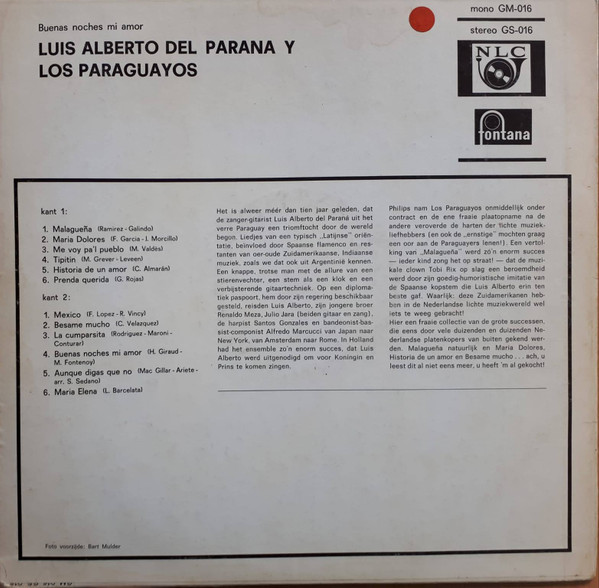 Buenas noches mi amor
LUIS ALBERTO DEL PARANA Y
LOS PARAGUAYOS
mono GM-016
stereo GS-016
NLC
fontana
kant 1:
1. Malagueña (Ramirez-Galindo)
2. Maria Dolores (F. Garcia-J. Morcillo)
3. Me voy pa'l pueblo (M. Valdès)
4. Tipitin (M. Grever-Leveen)
5. Historia de un amor (C. Almarán)
6. Prenda querida (G. Rojas)
kant 2:
1. Mexico (F. Lopez-R. Vincy)
2. Besame mucho (C. Velazquez)
3. La cumparsita (Rodriguez-Maroni-
Conturar)
4. Buenas noches mi amor (H. Giraud-
M. Fontenoy)
5. Aunque digas que no (Mac Gillar-Ariete-
arr. S. Sedano)
6. Maria Elena (L. Barcelata)
Het is alweer méér dan tien jaar geleden, dat
de zanger-gitarist Luis Alberto del Paraná uit het
verre Paraguay een triomftocht door de wereld
begon. Liedjes van een typisch „Latijnse" oriën-
tatie, beïnvloed door Spaanse flamenco en res-
tanten van oer-oude Zuidamerikaanse, Indiaanse
muziek, zoals we dat ook uit Argentinië kennen.
Een knappe, trotse man met de allure van een
stierenvechter, een stem als een klok en een
verbijsterende gitaartechniek. Op een diploma-
tiek paspoort, hem door zijn regering beschikbaar
gesteld, reisden Luis Alberto, zijn jongere broer
Renaldo Meza, Julio Jara (beiden gitaar en zang),
de harpist Santos Gonzales en bandeonist-bas-
sist-componist Alfredo Marcucci van Japan naar
New York, van Amsterdam naar Rome. In Holland
had het ensemble zo'n enorm succes, dat Luis
Alberto werd uitgenodigd om voor Koningin en
Prins te komen zingen.
Philips nam Los Paraguayos onmiddellijk onder
contract en de ene fraaie plaatopname na de
andere veroverde de harten der lichte muziek-
liefhebbers (en ook de „ernstige" mochten graag
een oor aan de Paraguayers lenen!). Een vertol-
king van „Malagueña" werd zo'n enorm succes
— ieder kind zong het op straat! — dat de muzi-
kale clown Tobi Rix op slag een beroemdheid
werd door zijn goedig-humoristische imitatie van
de Spaanse kopstem die Luis Alberto erin ten
beste gaf. Waarlijk: deze Zuidamerikanen heb-
ben in de Nederlandse lichte muziekwereld wel
iets te weeg gebracht!
Hier een fraaie collectie van de grote successen,
die eens door vele duizenden en duizenden Ne-
derlandse platenkopers van buiten gekend wer-
den. Malagueña natuurlijk en Maria Dolores,
Historia de un amor en Besame mucho . . . ach, u
leest dit al niet eens meer, u heeft 'm al gekocht!
Foto voorzijde: Bert Mulder